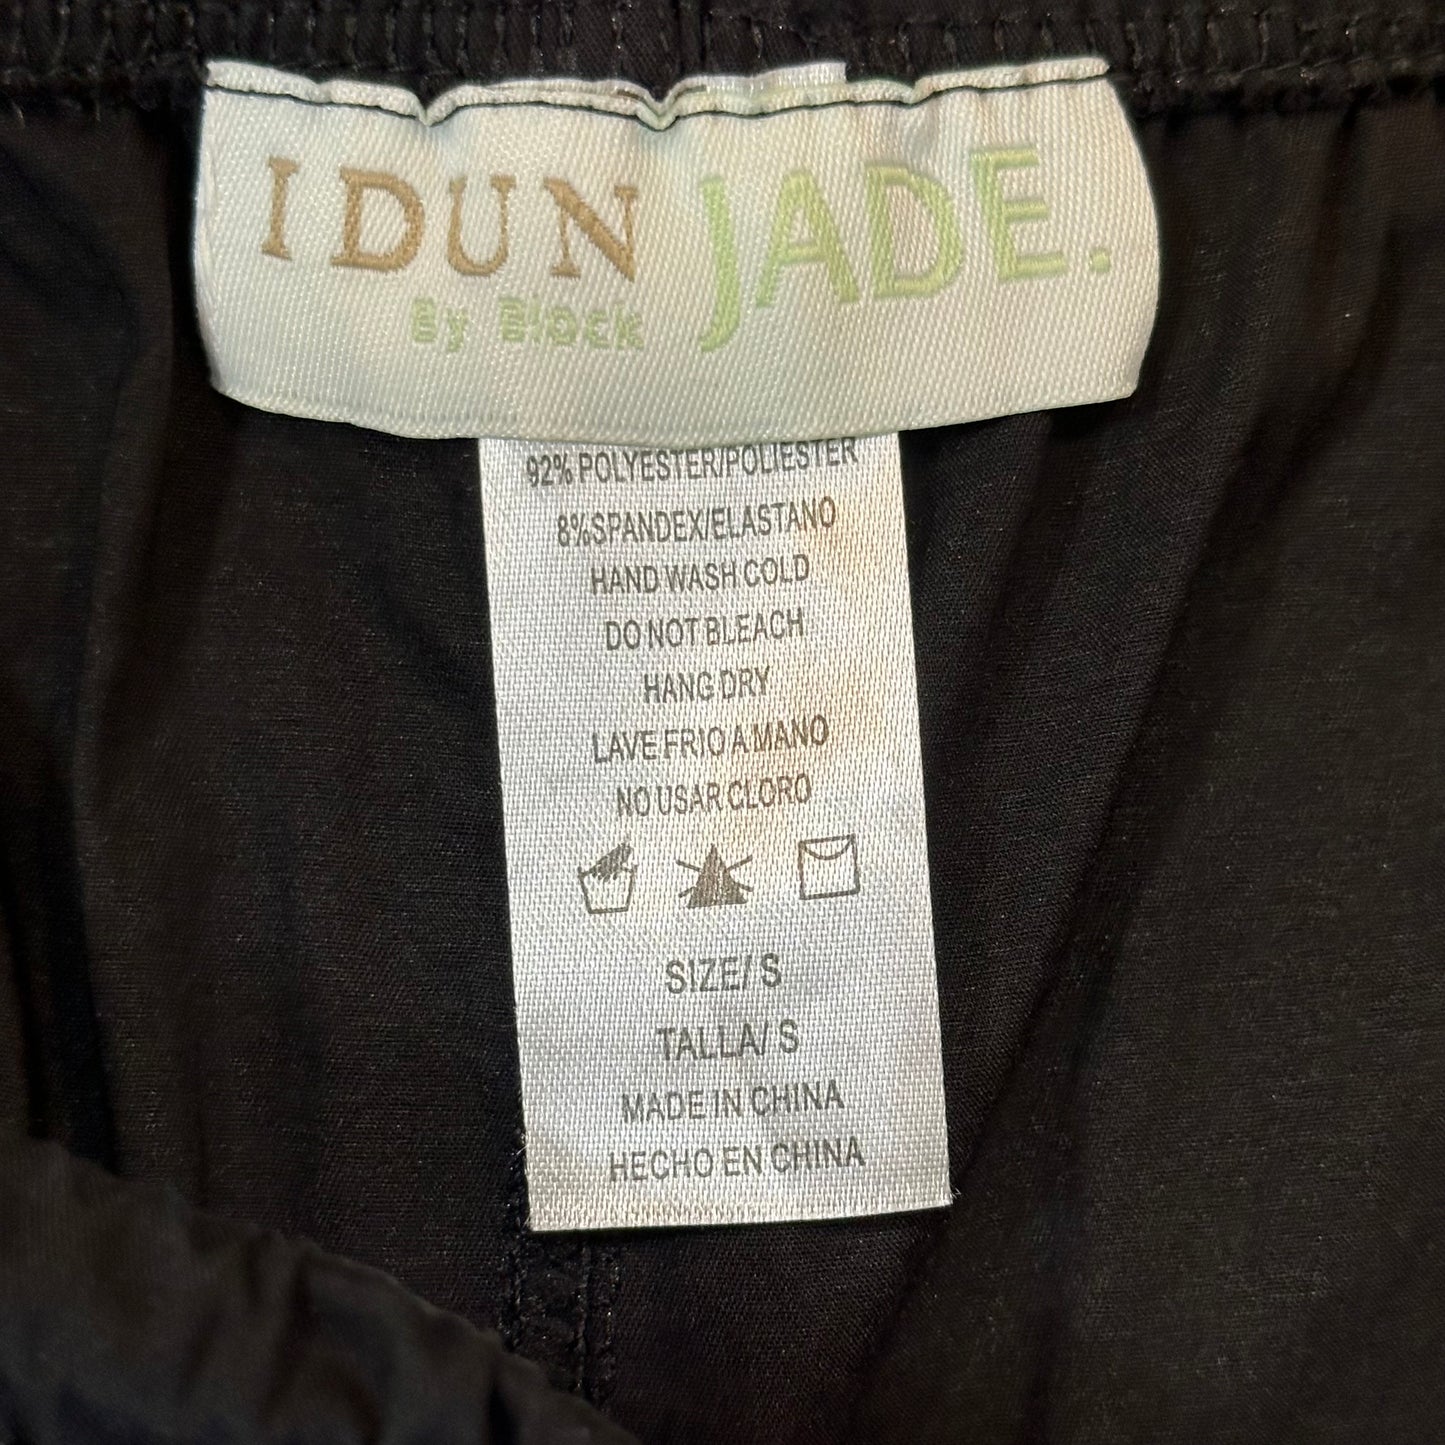 IDUN JADE.
By Block
92% POLYESTER/POLIESTER
8%SPANDEX/ELASTANO
HAND WASH COLD
DO NOT BLEACH
HANG DRY
LAVE FRIO A MANO
NO USAR CLORO
SIZE/ S
TALLA/ S
MADE IN CHINA
HECHO EN CHINA